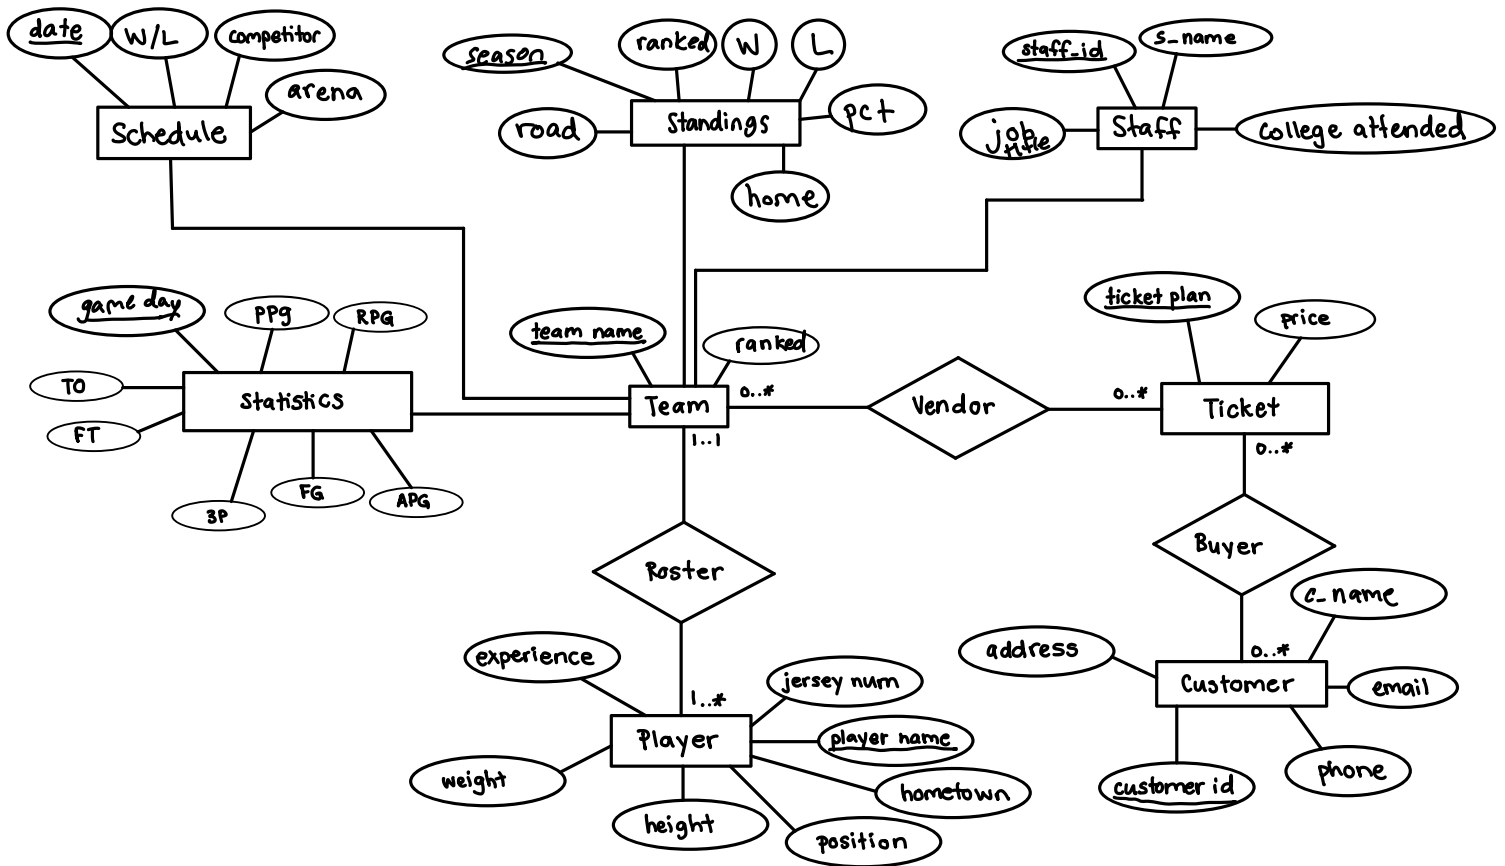 date
W/L
competitor
arena
Schedule
season
ranked
W
L
pct
road
Standings
home
staff_id
s_name
job
title
Staff
college attended
game day
PPg
RPG
TO
Statistics
FT
3P
FG
APG
team name
ranked
Team
0..*
1..1
Vendor
0..*
ticket plan
price
Ticket
0..*
Roster
Buyer
experience
1..*
jersey num
Player
player name
weight
height
hometown
position
c_name
address
0..*
Customer
email
customer id
phone